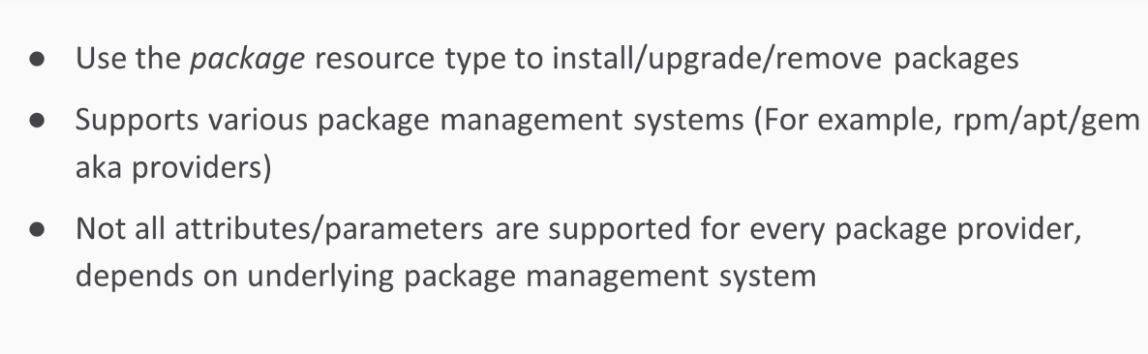 ● Use the package resource type to install/upgrade/remove packages
● Supports various package management systems (For example, rpm/apt/gem
aka providers)
● Not all attributes/parameters are supported for every package provider,
depends on underlying package management system